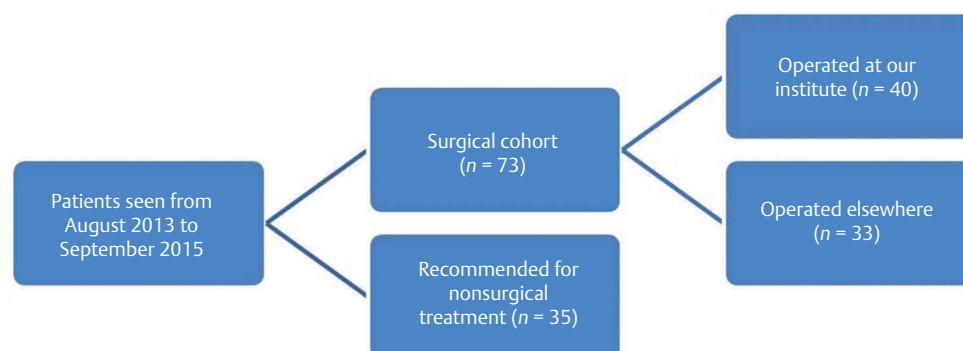 Patients seen from
August 2013 to
September 2015
Surgical cohort
(n = 73)
Recommended for
nonsurgical
treatment (n = 35)
Operated at our
institute (n = 40)
Operated elsewhere
(n = 33)